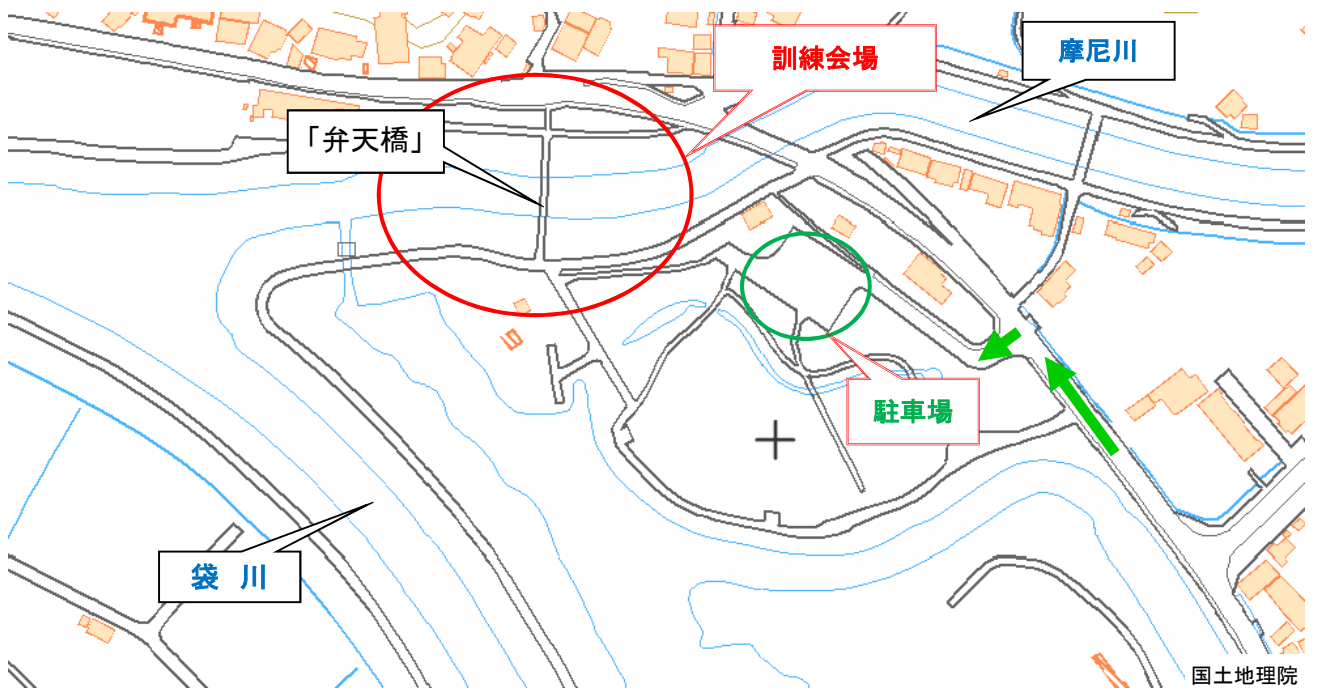 訓練会場
摩尼川
「弁天橋」
駐車場
袋 川
国土地理院